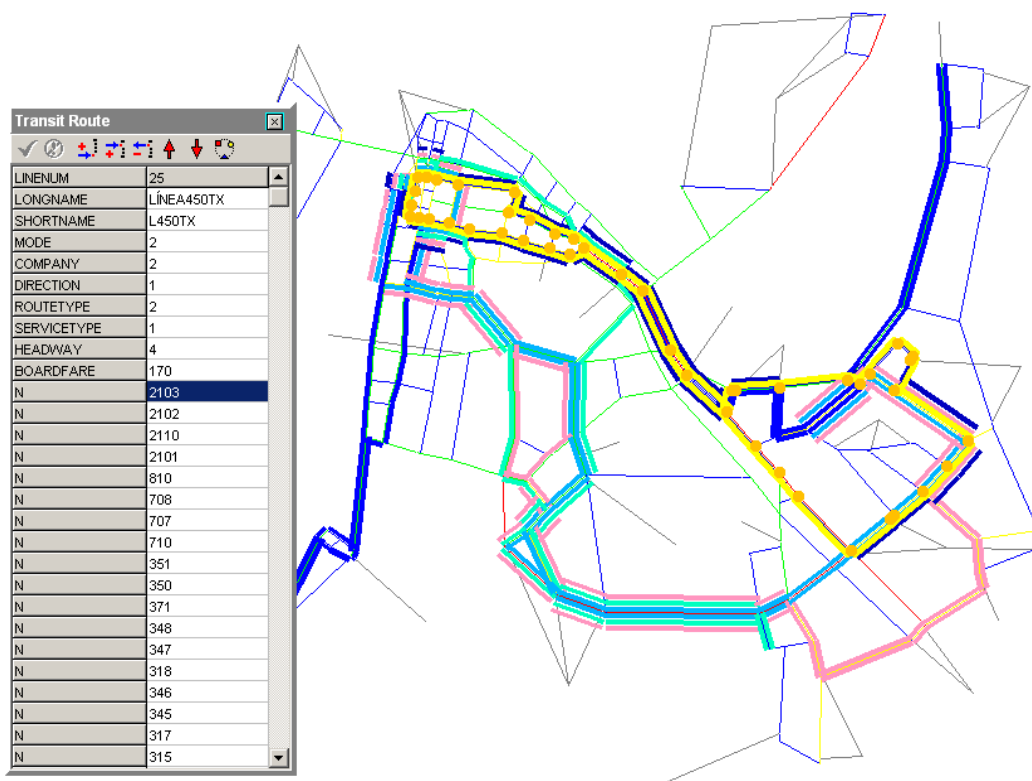 Transit Route
LINENUM 25
LONGNAME LÍNEA450TX
SHORTNAME L450TX
MODE 2
COMPANY 2
DIRECTION 1
ROUTETYPE 2
SERVICETYPE 1
HEADWAY 4
BOARDFARE 170
N 2103
N 2102
N 2110
N 2101
N 810
N 708
N 707
N 710
N 351
N 350
N 371
N 348
N 347
N 318
N 346
N 345
N 317
N 315